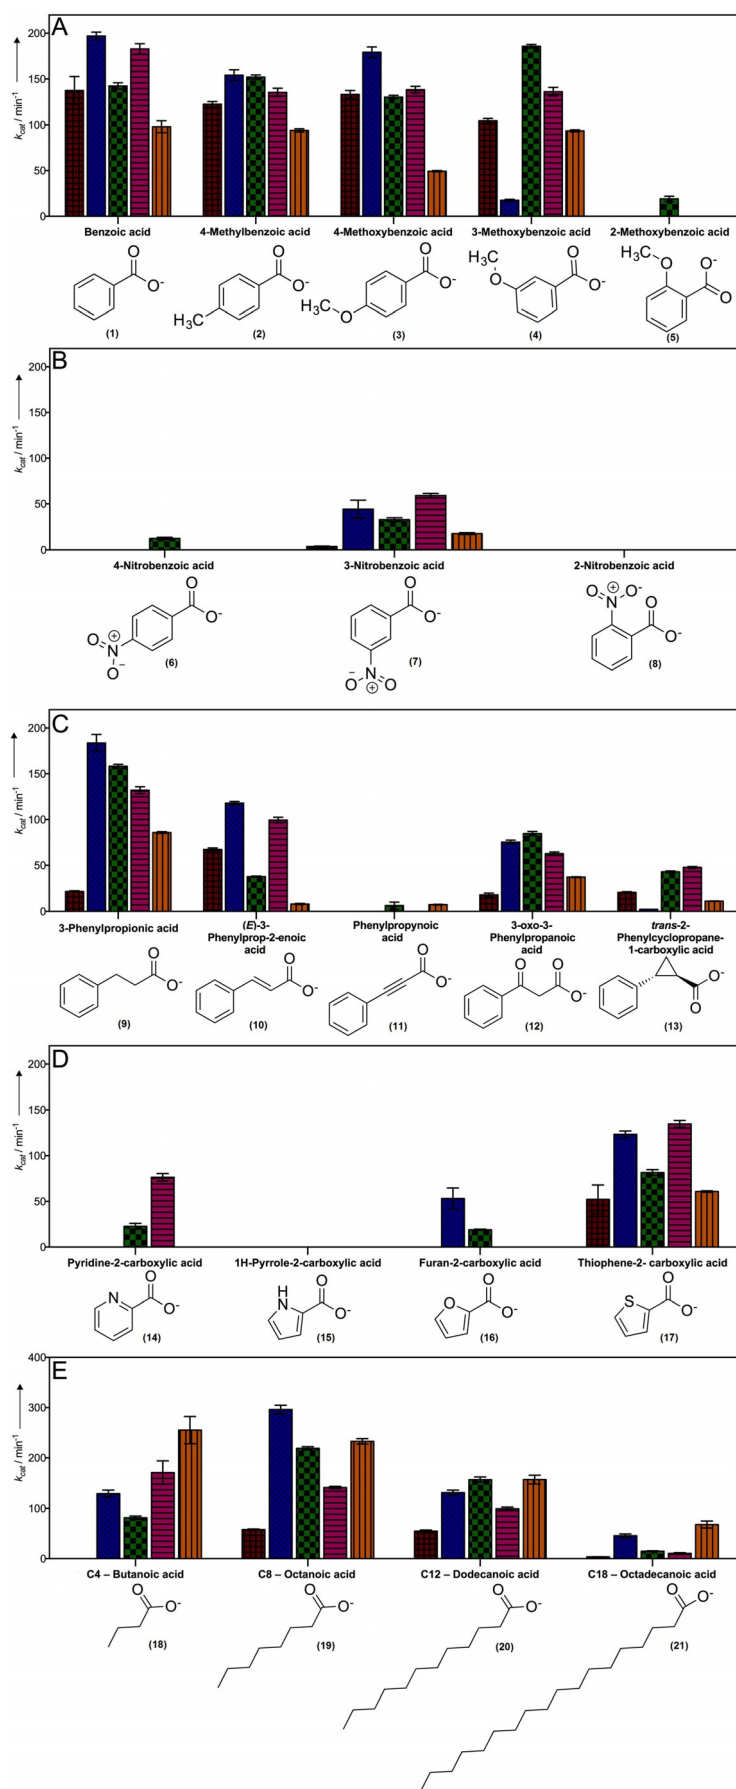 A
k_cat / min⁻¹
200
150
100
50
0
Benzoic acid 4-Methylbenzoic acid 4-Methoxybenzoic acid 3-Methoxybenzoic acid 2-Methoxybenzoic acid
O O⁻ (1)
H₃C O O⁻ (2)
H₃C O O O⁻ (3)
H₃C O O O⁻ (4)
H₃C O O⁻ O (5)
B
k_cat / min⁻¹
200
150
100
50
0
4-Nitrobenzoic acid 3-Nitrobenzoic acid 2-Nitrobenzoic acid
O O⁻ O N⊕ O⁻ (6)
O O⁻ ⁻O N⊕ O (7)
O N⊕ O⁻ O O⁻ (8)
C
k_cat / min⁻¹
200
150
100
50
0
3-Phenylpropionic acid
(E)-3-
Phenylprop-2-enoic
acid
Phenylpropynoic
acid
3-oxo-3-
Phenylpropanoic
acid
trans-2-
Phenylcyclopropane-
1-carboxylic acid
O O⁻ (9)
O O⁻ (10)
O O⁻ (11)
O O O⁻ (12)
O⁻ O (13)
D
k_cat / min⁻¹
200
150
100
50
0
Pyridine-2-carboxylic acid 1H-Pyrrole-2-carboxylic acid Furan-2-carboxylic acid Thiophene-2- carboxylic acid
N O O⁻ (14)
H N O O⁻ (15)
O O O⁻ (16)
S O O⁻ (17)
E
k_cat / min⁻¹
400
300
200
100
0
C4 – Butanoic acid C8 – Octanoic acid C12 – Dodecanoic acid C18 – Octadecanoic acid
O O⁻ (18)
O O⁻ (19)
O O⁻ (20)
O O⁻ (21)